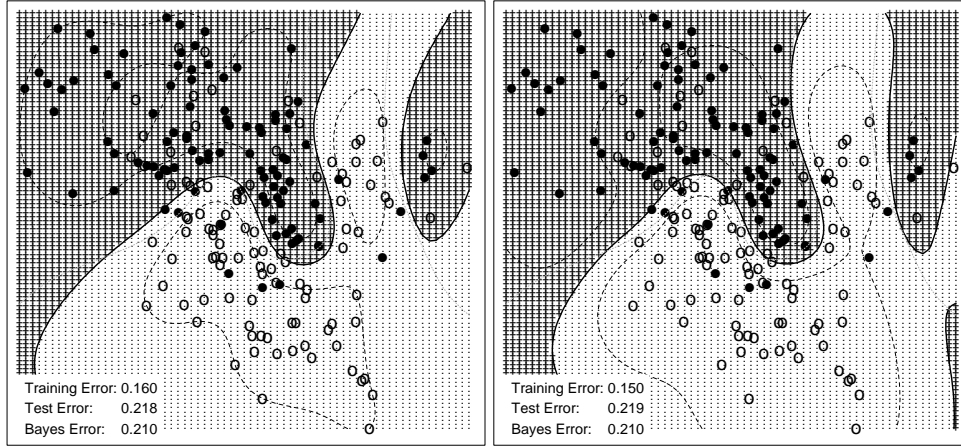 Training Error: 0.160
Test Error: 0.218
Bayes Error: 0.210
Training Error: 0.150
Test Error: 0.219
Bayes Error: 0.210